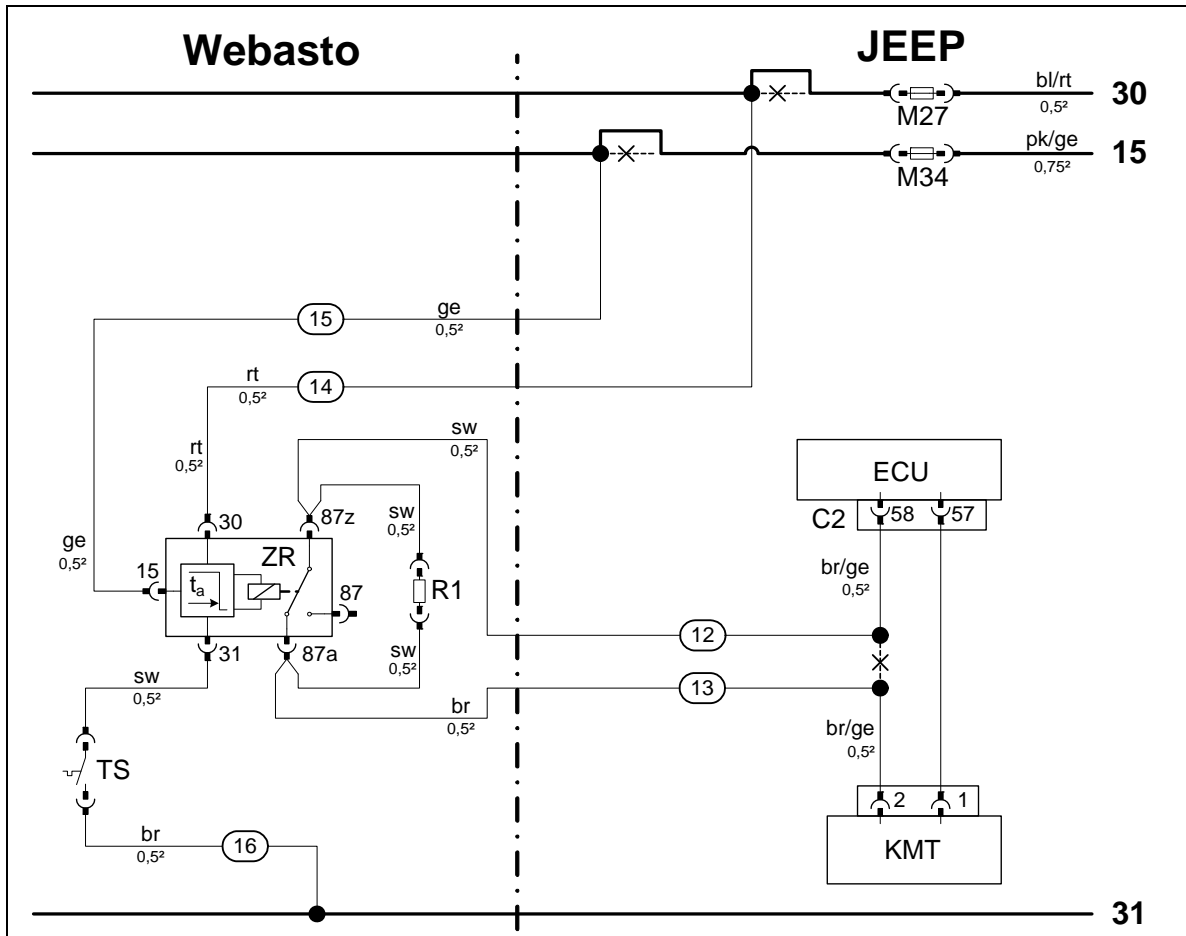 Webasto
JEEP
bl/rt
0,5²
30
M27
pk/ge
0,75²
15
M34
15
ge
0,5²
rt
0,5²
14
rt
0,5²
sw
0,5²
ECU
C2
58
57
30
87z
sw
0,5²
ge
0,5²
15
ZR
tₐ
87
R1
br/ge
0,5²
31
87a
sw
0,5²
12
sw
0,5²
13
br
0,5²
br/ge
0,5²
TS
2
1
br
0,5²
16
KMT
31